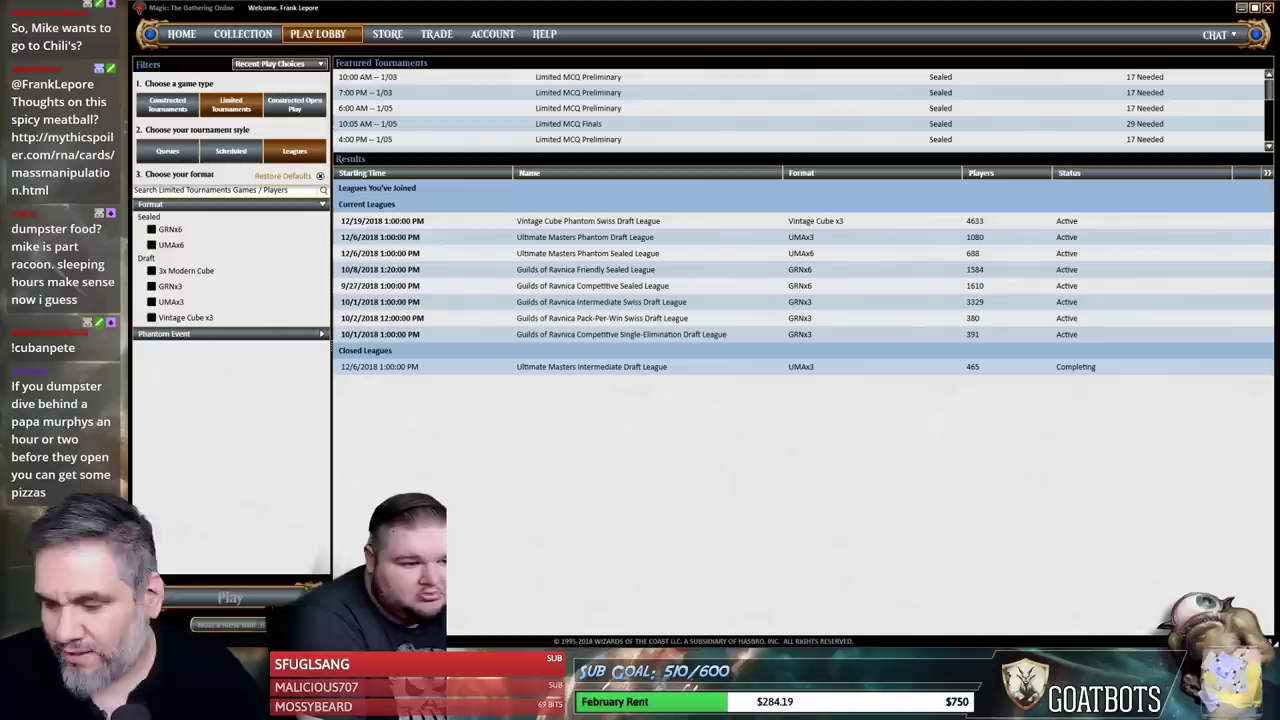 So, Mike wants to
go to Chili's?
@FrankLepore
Thoughts on this
spicy meatball?
http://mythicspoil
er.com/rna/cards/
massmanipulatio
n.html
dumpster food?
mike is part
racoon. sleeping
hours make sense
now i guess
!cubanpete
If you dumpster
dive behind a
papa murphys an
hour or two
before they open
you can get some
pizzas
Magic: The Gathering Online Welcome, Frank Lepore
HOME COLLECTION PLAY LOBBY STORE TRADE ACCOUNT HELP CHAT
Filters Recent Play Choices
1. Choose a game type
Constructed Tournaments
Limited Tournaments
Constructed Open Play
2. Choose your tournament style
Queues Scheduled Leagues
3. Choose your format Restore Defaults
Search Limited Tournaments Games / Players
Format
Sealed
GRNx6
UMAx6
Draft
3x Modern Cube
GRNx3
UMAx3
Vintage Cube x3
Phantom Event
Play
Featured Tournaments
10:00 AM -- 1/03 Limited MCQ Preliminary Sealed 17 Needed
7:00 PM -- 1/03 Limited MCQ Preliminary Sealed 17 Needed
6:00 AM -- 1/05 Limited MCQ Preliminary Sealed 17 Needed
10:05 AM -- 1/05 Limited MCQ Finals Sealed 29 Needed
4:00 PM -- 1/05 Limited MCQ Preliminary Sealed 17 Needed
Results
Starting Time Name Format Players Status
Leagues You've Joined
Current Leagues
12/19/2018 1:00:00 PM Vintage Cube Phantom Swiss Draft League Vintage Cube x3 4633 Active
12/6/2018 1:00:00 PM Ultimate Masters Phantom Draft League UMAx3 1080 Active
12/6/2018 1:00:00 PM Ultimate Masters Phantom Sealed League UMAx6 688 Active
10/8/2018 1:20:00 PM Guilds of Ravnica Friendly Sealed League GRNx6 1584 Active
9/27/2018 1:00:00 PM Guilds of Ravnica Competitive Sealed League GRNx6 1610 Active
10/1/2018 1:00:00 PM Guilds of Ravnica Intermediate Swiss Draft League GRNx3 3329 Active
10/2/2018 12:00:00 PM Guilds of Ravnica Pack-Per-Win Swiss Draft League GRNx3 380 Active
10/1/2018 1:00:00 PM Guilds of Ravnica Competitive Single-Elimination Draft League GRNx3 391 Active
Closed Leagues
12/6/2018 1:00:00 PM Ultimate Masters Intermediate Draft League UMAx3 465 Completing
© 1995-2018 WIZARDS OF THE COAST LLC. A SUBSIDIARY OF HASBRO, INC. ALL RIGHTS RESERVED.
SFUGLSANG SUB
MALICIOUS707 SUB
MOSSYBEARD 69 BITS
SUB GOAL: 510/600
February Rent $284.19 $750
GOATBOTS